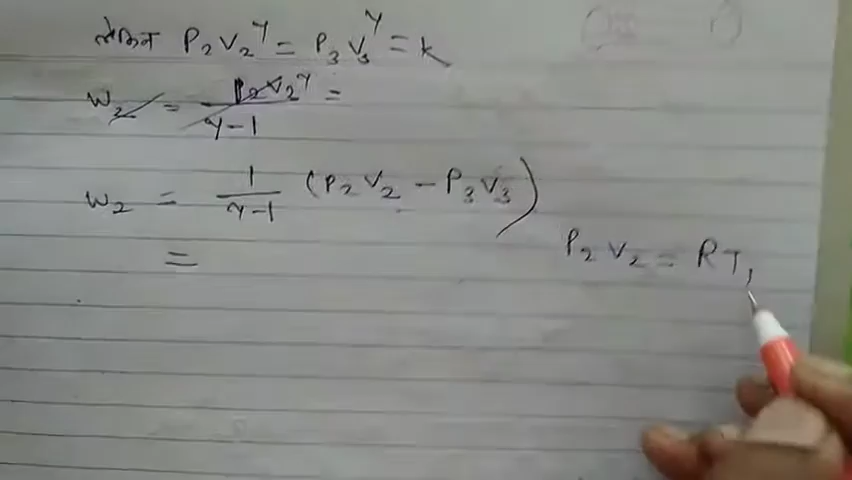 लेकिन P₂V₂^γ = P₃V₃^γ = k
W₂ = P₂V₂^γ / γ-1 =
W₂ = 1/γ-1 (P₂V₂ - P₃V₃)
= P₂V₂ = RT₁